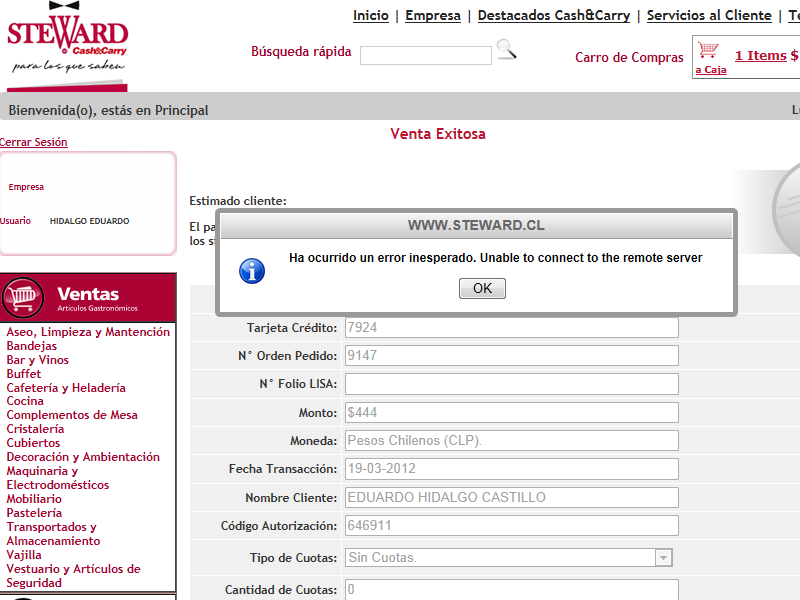 STEWARD
Cash&Carry
para los que saben
Inicio | Empresa | Destacados Cash&Carry | Servicios al Cliente |
Búsqueda rápida
Carro de Compras
a Caja
1 Items $
Bienvenida(o), estás en Principal
Cerrar Sesión
Venta Exitosa
Empresa
Usuario HIDALGO EDUARDO
Estimado cliente:
El pa
los s
WWW.STEWARD.CL
Ha ocurrido un error inesperado. Unable to connect to the remote server
OK
Ventas
Artículos Gastronómicos
Aseo, Limpieza y Mantención
Bandejas
Bar y Vinos
Buffet
Cafetería y Heladería
Cocina
Complementos de Mesa
Cristalería
Cubiertos
Decoración y Ambientación
Maquinaria y
Electrodomésticos
Mobiliario
Pastelería
Transportados y
Almacenamiento
Vajilla
Vestuario y Artículos de
Seguridad
Tarjeta Crédito: 7924
N° Orden Pedido: 9147
N° Folio LISA:
Monto: $444
Moneda: Pesos Chilenos (CLP).
Fecha Transacción: 19-03-2012
Nombre Cliente: EDUARDO HIDALGO CASTILLO
Código Autorización: 646911
Tipo de Cuotas: Sin Cuotas.
Cantidad de Cuotas: 0